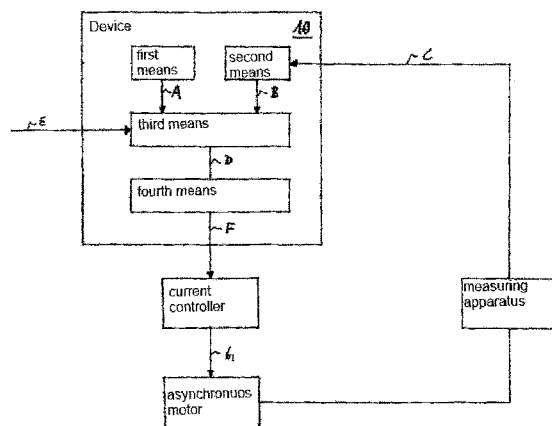 Device
10
first
means
second
means
C
A
B
E
third means
D
fourth means
F
current
controller
measuring
apparatus
asynchronuos
motor